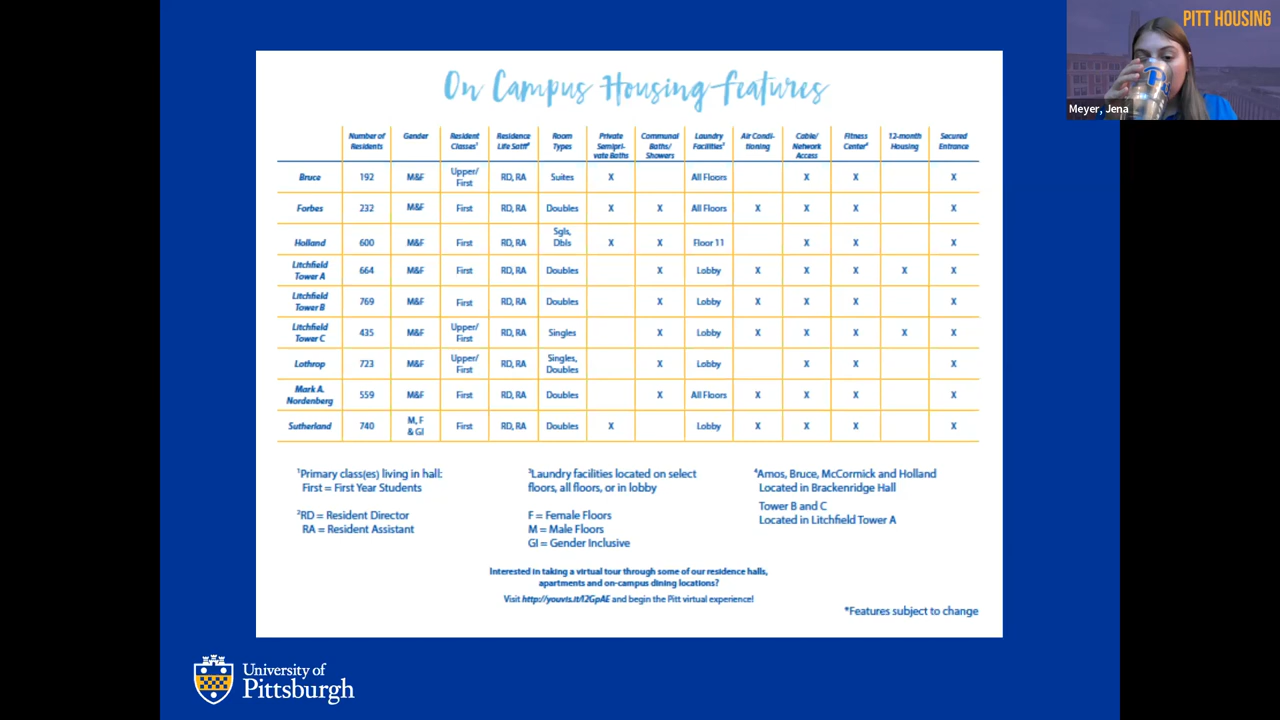 PITT HOUSING
Meyer, Jena
On Campus Housing Features
Number of Residents Gender Resident Classes¹ Residence Life Satff² Room Types Private Semipri-vate Baths Communal Baths/Showers Laundry Facilities³ Air Condi-tioning Cable/Network Access Fitness Center⁴ 12-month Housing Secured Entrance
Bruce 192 M&F Upper/First RD, RA Suites X All Floors X X X
Forbes 232 M&F First RD, RA Doubles X X All Floors X X X X
Holland 600 M&F First RD, RA Sgls, Dbls X X Floor 11 X X X
Litchfield Tower A 664 M&F First RD, RA Doubles X Lobby X X X X X
Litchfield Tower B 769 M&F First RD, RA Doubles X Lobby X X X X
Litchfield Tower C 435 M&F Upper/First RD, RA Singles X Lobby X X X X X
Lothrop 723 M&F Upper/First RD, RA Singles, Doubles X Lobby X X X
Mark A. Nordenberg 559 M&F First RD, RA Doubles X All Floors X X X X
Sutherland 740 M, F & GI First RD, RA Doubles X Lobby X X X X
¹Primary class(es) living in hall:
First = First Year Students
²RD = Resident Director
RA = Resident Assistant
³Laundry facilities located on select
floors, all floors, or in lobby
F = Female Floors
M = Male Floors
GI = Gender Inclusive
⁴Amos, Bruce, McCormick and Holland
Located in Brackenridge Hall
Tower B and C
Located in Litchfield Tower A
Interested in taking a virtual tour through some of our residence halls,
apartments and on-campus dining locations?
Visit http://youvis.it/l2GpAE and begin the Pitt virtual experience!
*Features subject to change
University of
Pittsburgh